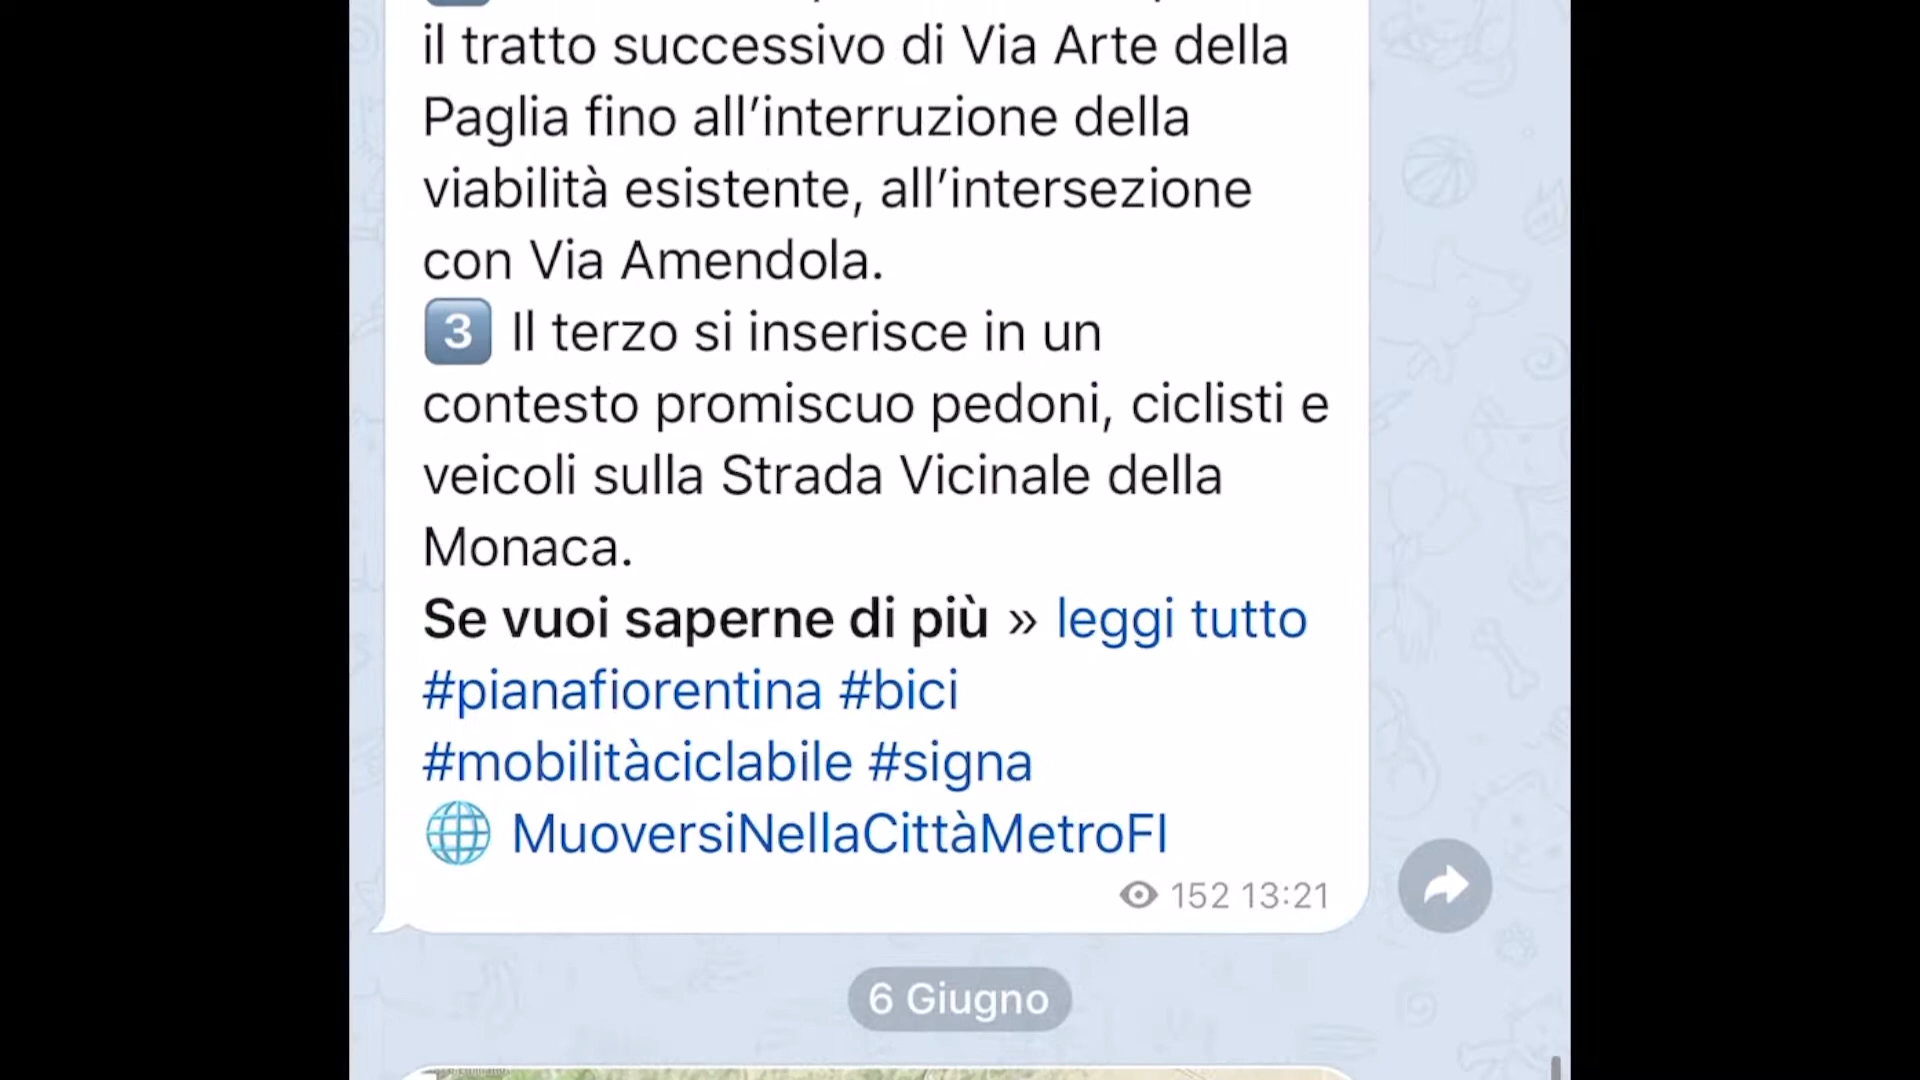 il tratto successivo di Via Arte della
Paglia fino all’interruzione della
viabilità esistente, all’intersezione
con Via Amendola.
3 Il terzo si inserisce in un
contesto promiscuo pedoni, ciclisti e
veicoli sulla Strada Vicinale della
Monaca.
Se vuoi saperne di più » leggi tutto
#pianafiorentina #bici
#mobilitàciclabile #signa
MuoversiNellaCittàMetroFI
152 13:21
6 Giugno